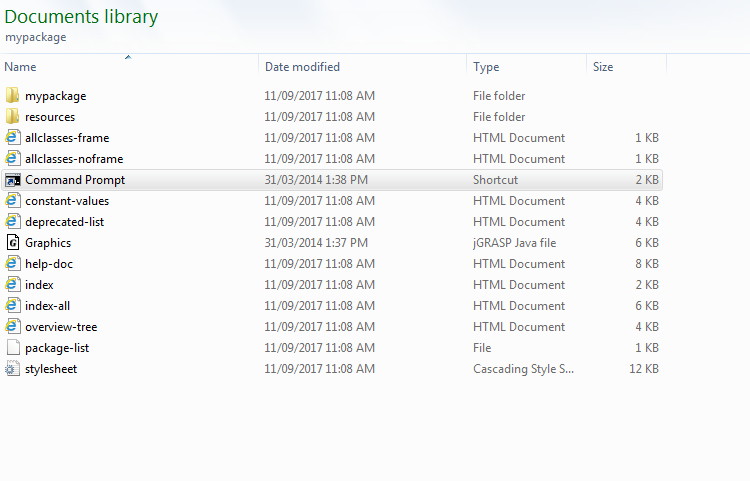 Documents library
mypackage
Name Date modified Type Size
mypackage 11/09/2017 11:08 AM File folder
resources 11/09/2017 11:08 AM File folder
allclasses-frame 11/09/2017 11:08 AM HTML Document 1 KB
allclasses-noframe 11/09/2017 11:08 AM HTML Document 1 KB
Command Prompt 31/03/2014 1:38 PM Shortcut 2 KB
constant-values 11/09/2017 11:08 AM HTML Document 4 KB
deprecated-list 11/09/2017 11:08 AM HTML Document 4 KB
Graphics 31/03/2014 1:37 PM jGRASP Java file 6 KB
help-doc 11/09/2017 11:08 AM HTML Document 8 KB
index 11/09/2017 11:08 AM HTML Document 2 KB
index-all 11/09/2017 11:08 AM HTML Document 6 KB
overview-tree 11/09/2017 11:08 AM HTML Document 4 KB
package-list 11/09/2017 11:08 AM File 1 KB
stylesheet 11/09/2017 11:08 AM Cascading Style S... 12 KB